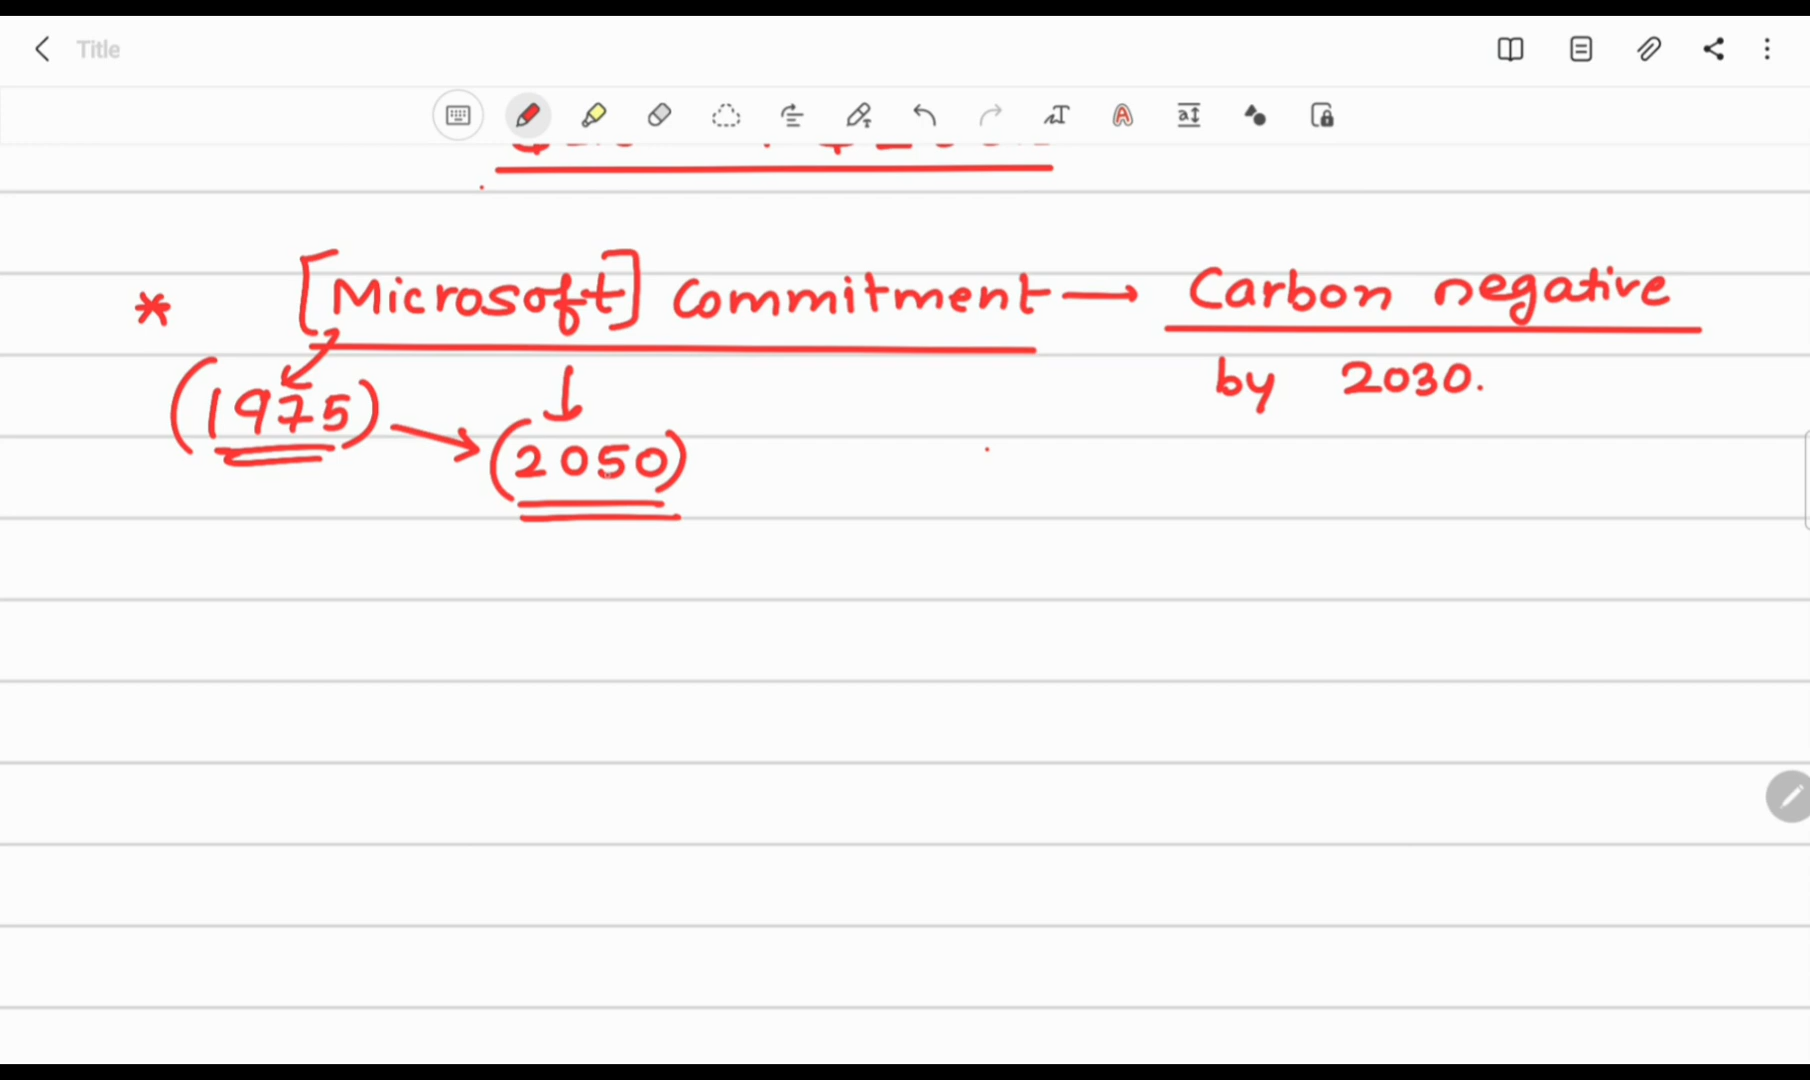 Title
* [Microsoft] Commitment → Carbon negative
by 2030.
(1975) → (2050)